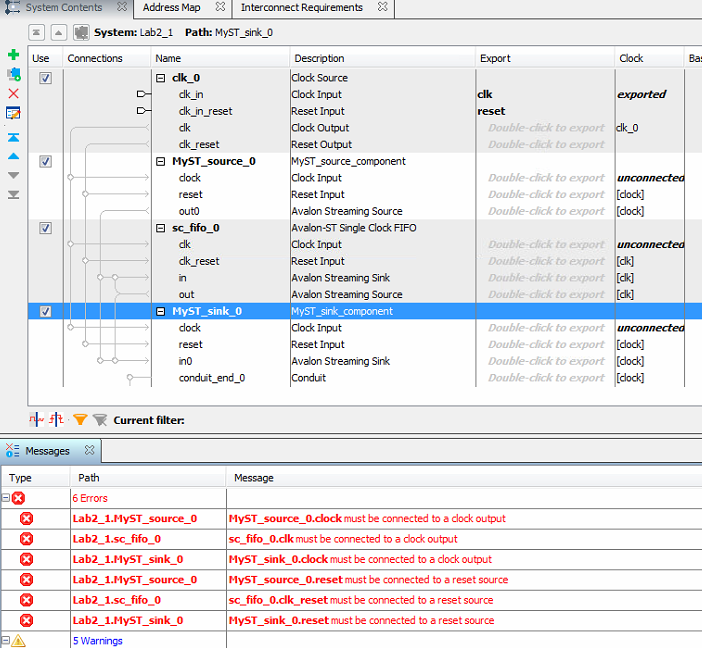 System Contents Address Map Interconnect Requirements
System: Lab2_1 Path: MyST_sink_0
Use Connections Name Description Export Clock Bas
clk_0 Clock Source
clk_in Clock Input clk exported
clk_in_reset Reset Input reset
clk Clock Output Double-click to export clk_0
clk_reset Reset Output Double-click to export
MyST_source_0 MyST_source_component
clock Clock Input Double-click to export unconnected
reset Reset Input Double-click to export [clock]
out0 Avalon Streaming Source Double-click to export [clock]
sc_fifo_0 Avalon-ST Single Clock FIFO
clk Clock Input Double-click to export unconnected
clk_reset Reset Input Double-click to export [clk]
in Avalon Streaming Sink Double-click to export [clk]
out Avalon Streaming Source Double-click to export [clk]
MyST_sink_0 MyST_sink_component
clock Clock Input Double-click to export unconnected
reset Reset Input Double-click to export [clock]
in0 Avalon Streaming Sink Double-click to export [clock]
conduit_end_0 Conduit Double-click to export [clock]
Current filter:
Messages
Type Path Message
6 Errors
Lab2_1.MyST_source_0 MyST_source_0.clock must be connected to a clock output
Lab2_1.sc_fifo_0 sc_fifo_0.clk must be connected to a clock output
Lab2_1.MyST_sink_0 MyST_sink_0.clock must be connected to a clock output
Lab2_1.MyST_source_0 MyST_source_0.reset must be connected to a reset source
Lab2_1.sc_fifo_0 sc_fifo_0.clk_reset must be connected to a reset source
Lab2_1.MyST_sink_0 MyST_sink_0.reset must be connected to a reset source
5 Warnings